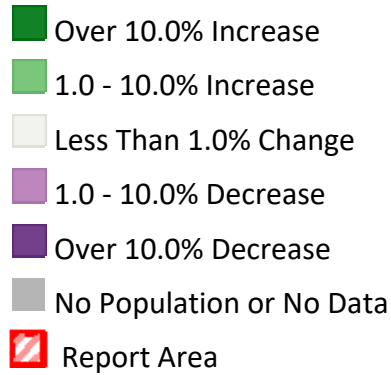 Over 10.0% Increase
1.0 - 10.0% Increase
Less Than 1.0% Change
1.0 - 10.0% Decrease
Over 10.0% Decrease
No Population or No Data
Report Area